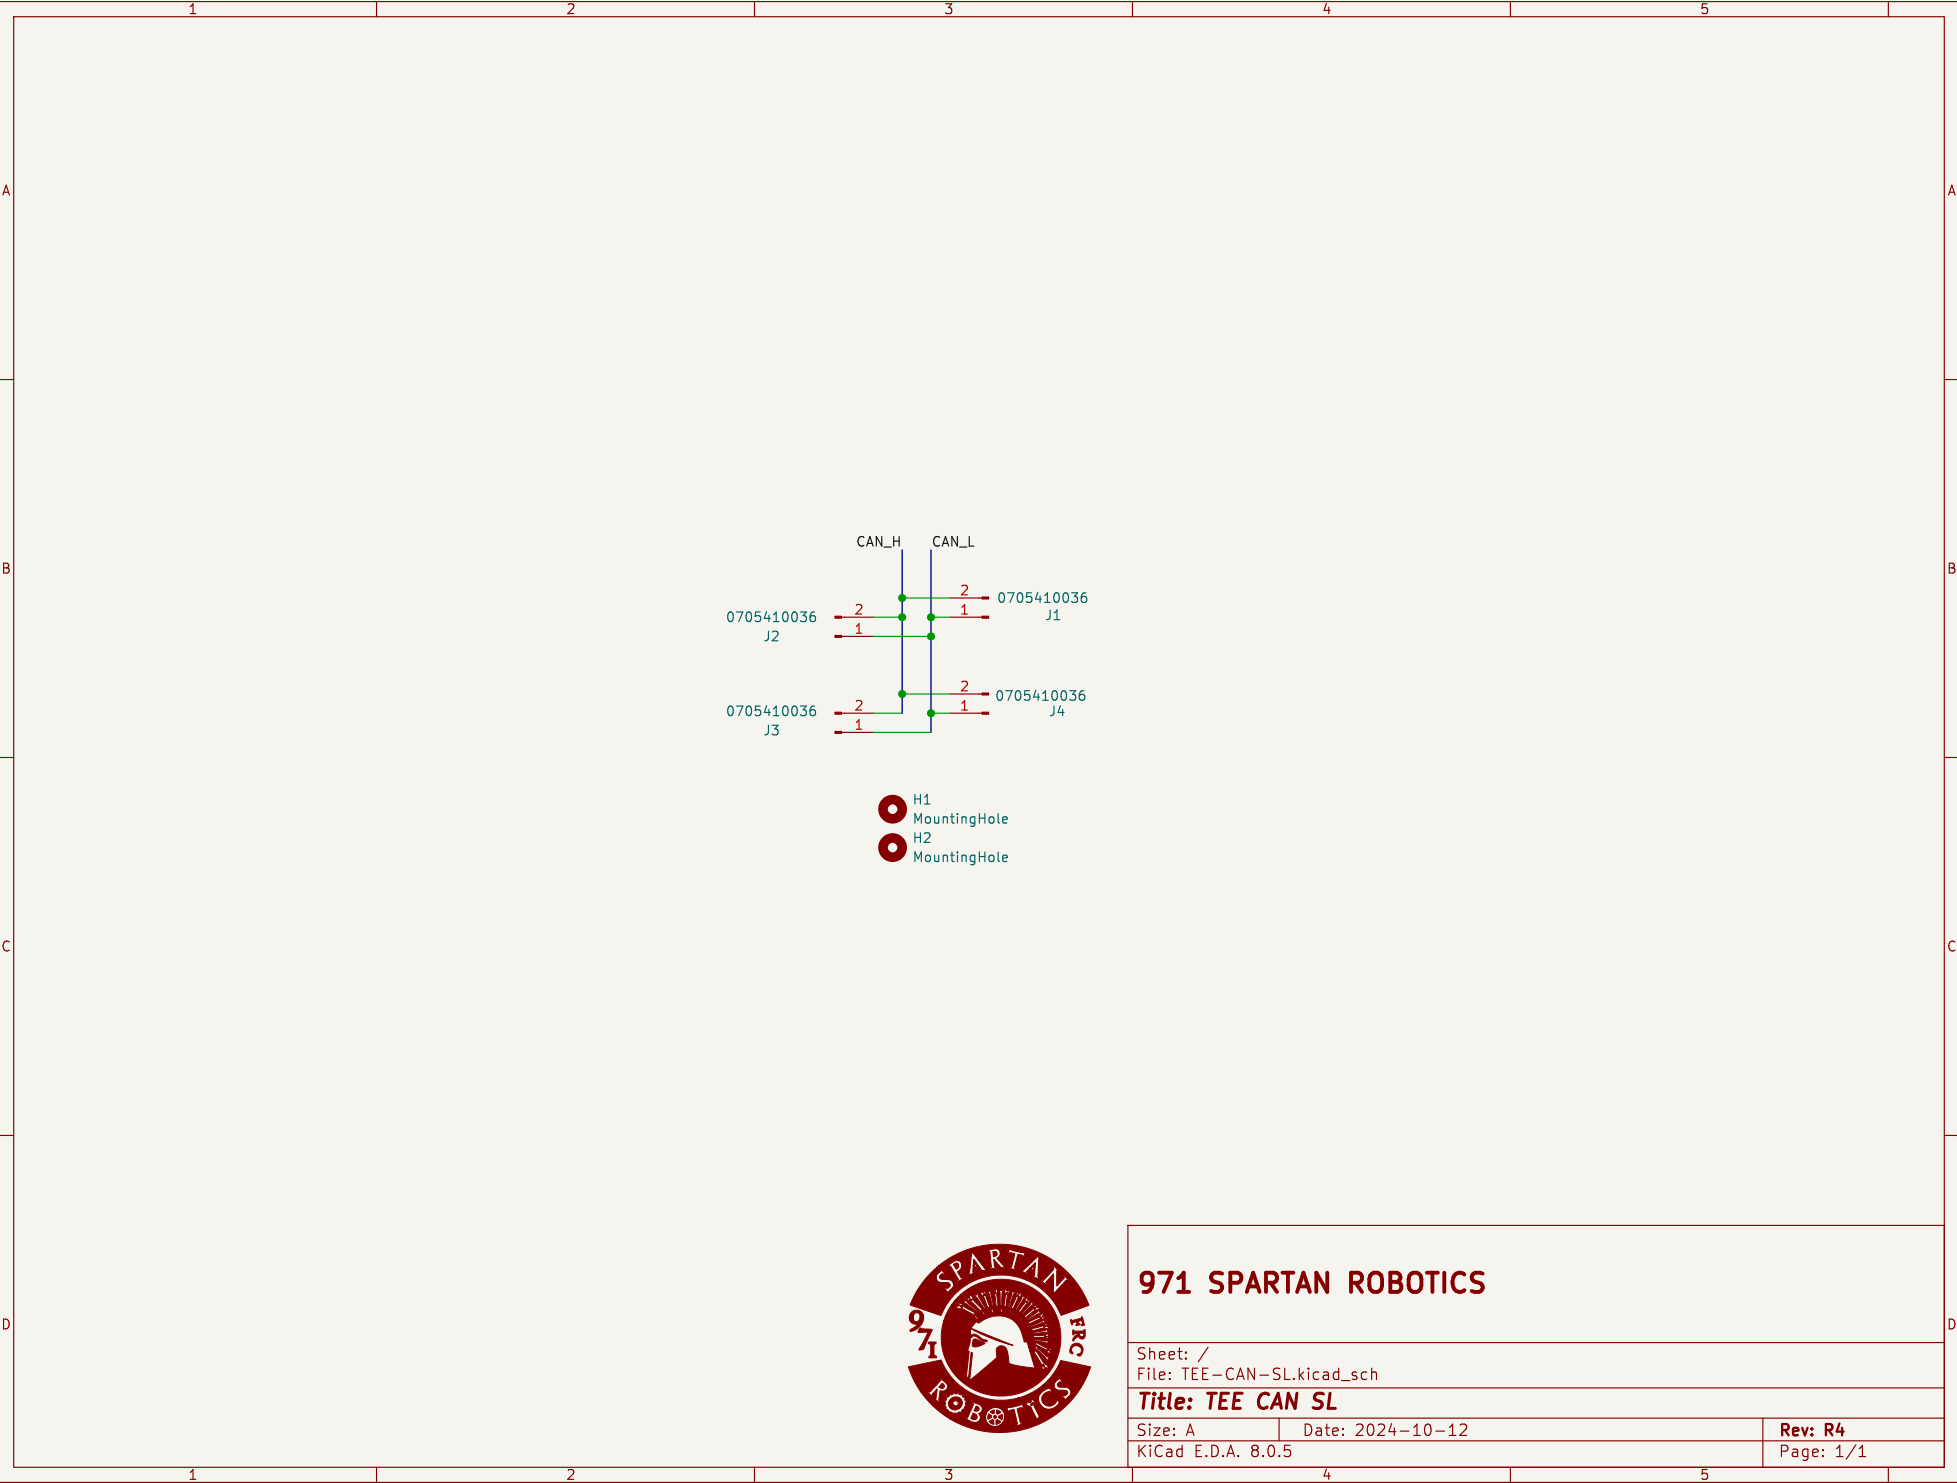 1 2 3 4 5
A A
CAN_H CAN_L
B B
2 0705410036
0705410036 2 1 J1
J2 1
2 0705410036
0705410036 2 1 J4
J3 1
H1
MountingHole
H2
MountingHole
C C
SPARTAN
971 FRC
ROBOTICS
971 SPARTAN ROBOTICS
D D
Sheet: /
File: TEE-CAN-SL.kicad_sch
Title: TEE CAN SL
Size: A Date: 2024-10-12 Rev: R4
KiCad E.D.A. 8.0.5 Page: 1/1
1 2 3 4 5